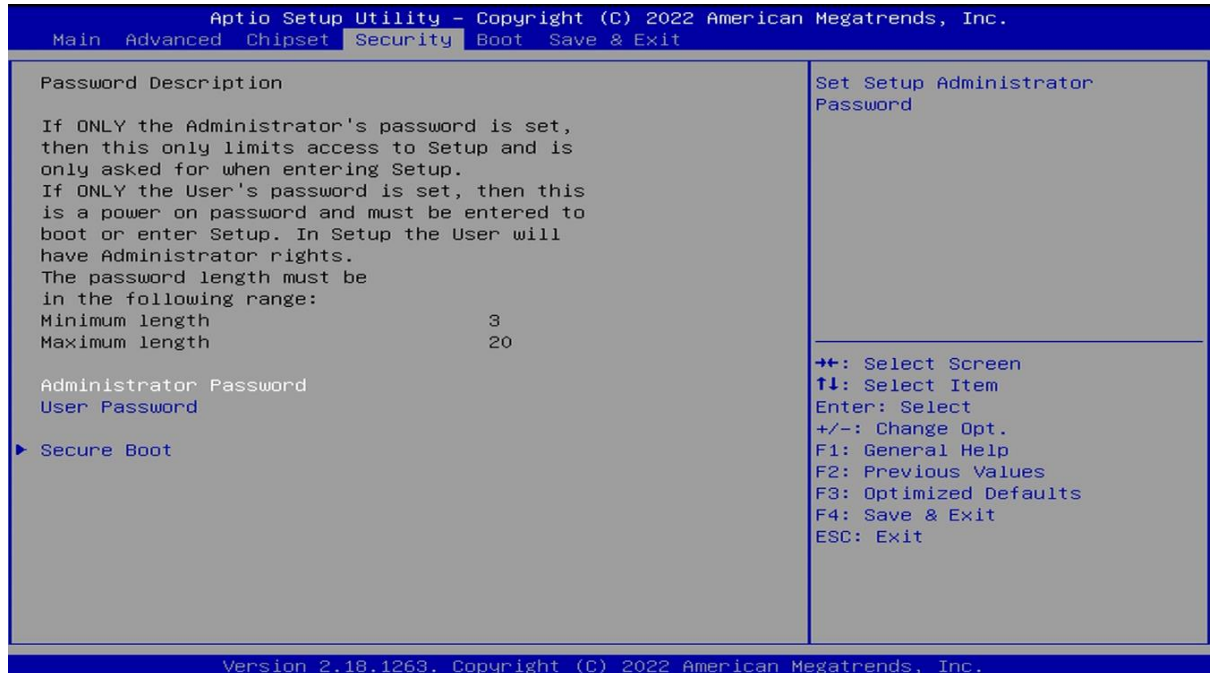 Aptio Setup Utility – Copyright (C) 2022 American Megatrends, Inc.
Main Advanced Chipset Security Boot Save & Exit
Password Description
If ONLY the Administrator's password is set,
then this only limits access to Setup and is
only asked for when entering Setup.
If ONLY the User's password is set, then this
is a power on password and must be entered to
boot or enter Setup. In Setup the User will
have Administrator rights.
The password length must be
in the following range:
Minimum length 3
Maximum length 20
Administrator Password
User Password
► Secure Boot
Set Setup Administrator
Password
→←: Select Screen
↑↓: Select Item
Enter: Select
+/-: Change Opt.
F1: General Help
F2: Previous Values
F3: Optimized Defaults
F4: Save & Exit
ESC: Exit
Version 2.18.1263. Copyright (C) 2022 American Megatrends, Inc.